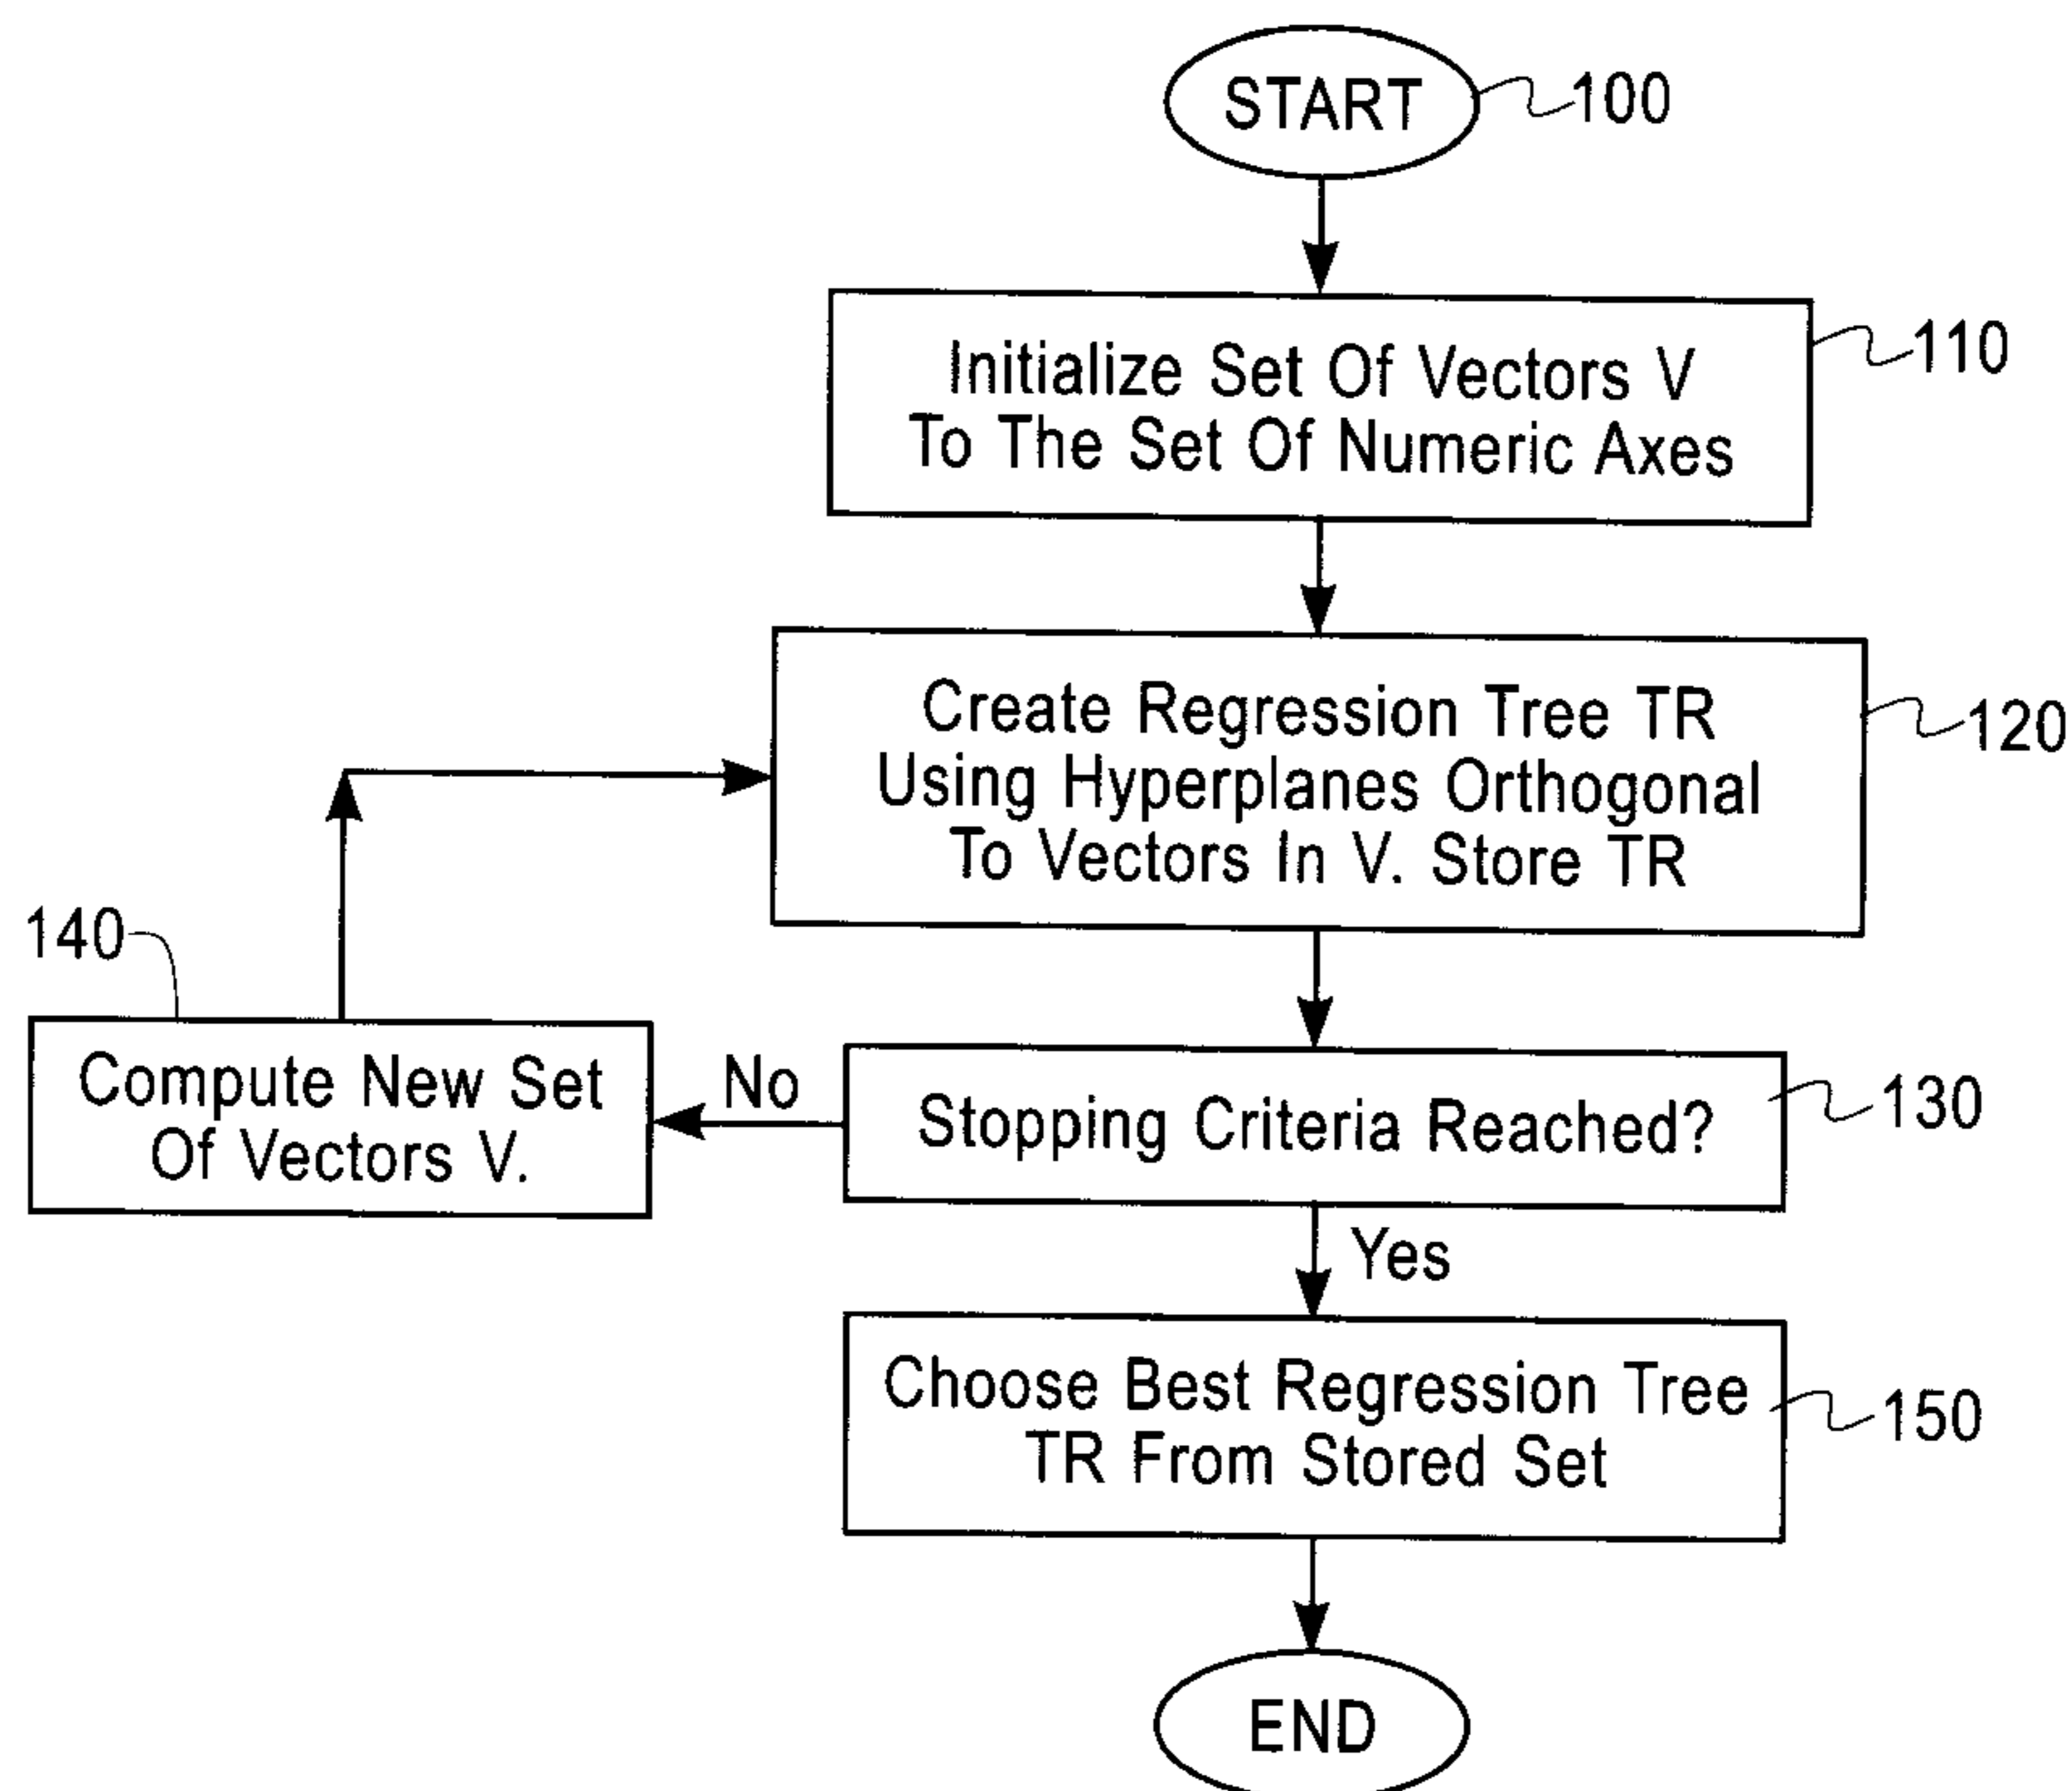 START
100
Initialize Set Of Vectors V
To The Set Of Numeric Axes
110
Create Regression Tree TR
Using Hyperplanes Orthogonal
To Vectors In V. Store TR
120
140
Compute New Set
Of Vectors V.
No
Stopping Criteria Reached?
130
Yes
Choose Best Regression Tree
TR From Stored Set
150
END